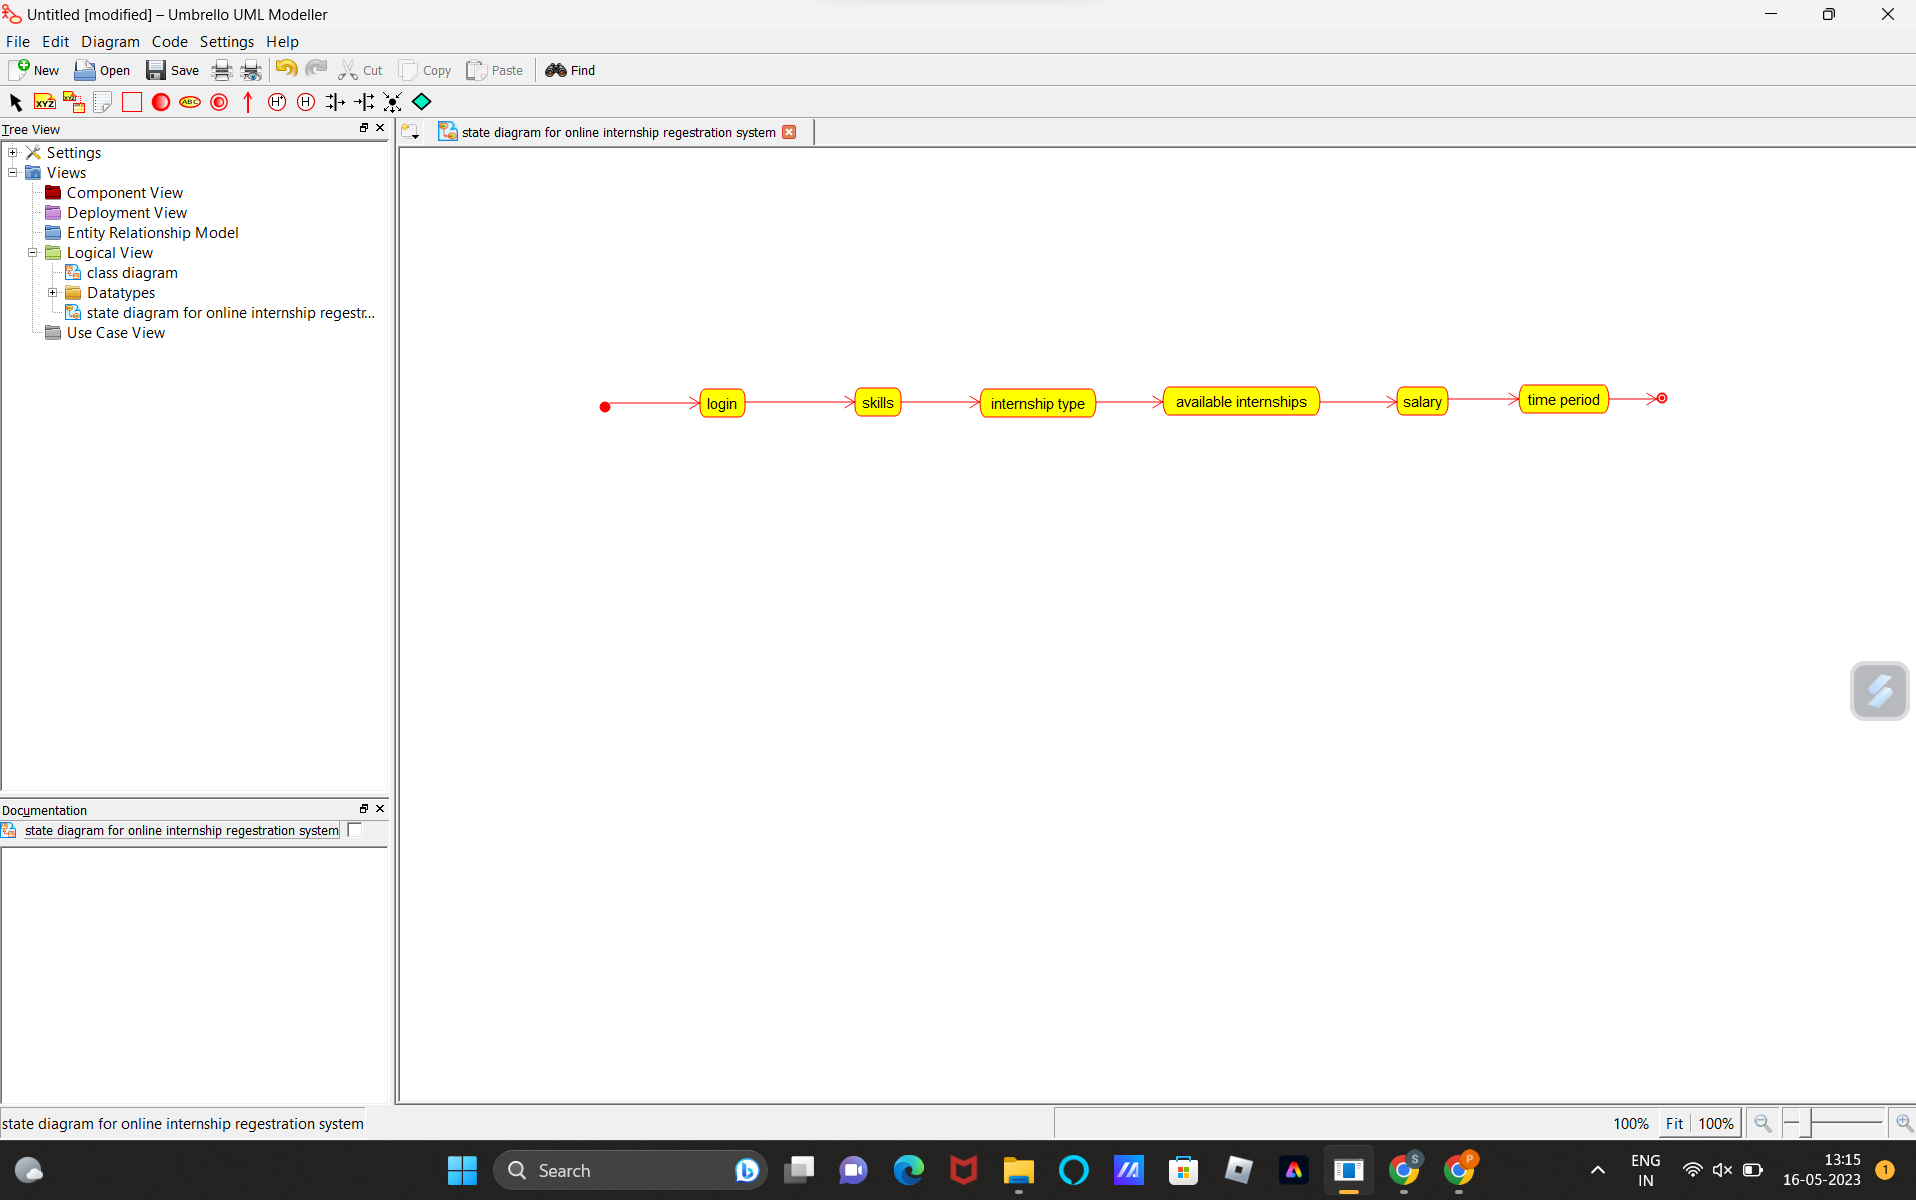 Untitled [modified] – Umbrello UML Modeller
File Edit Diagram Code Settings Help
New Open Save Cut Copy Paste Find
XYZ XYZ ABC H* H
Tree View
state diagram for online internship regestration system
Settings
Views
Component View
Deployment View
Entity Relationship Model
Logical View
class diagram
Datatypes
state diagram for online internship regestr...
Use Case View
login skills internship type available internships salary time period
Documentation
state diagram for online internship regestration system
state diagram for online internship regestration system
100% Fit 100%
Search
S P
ENG
IN
13:15
16-05-2023
1